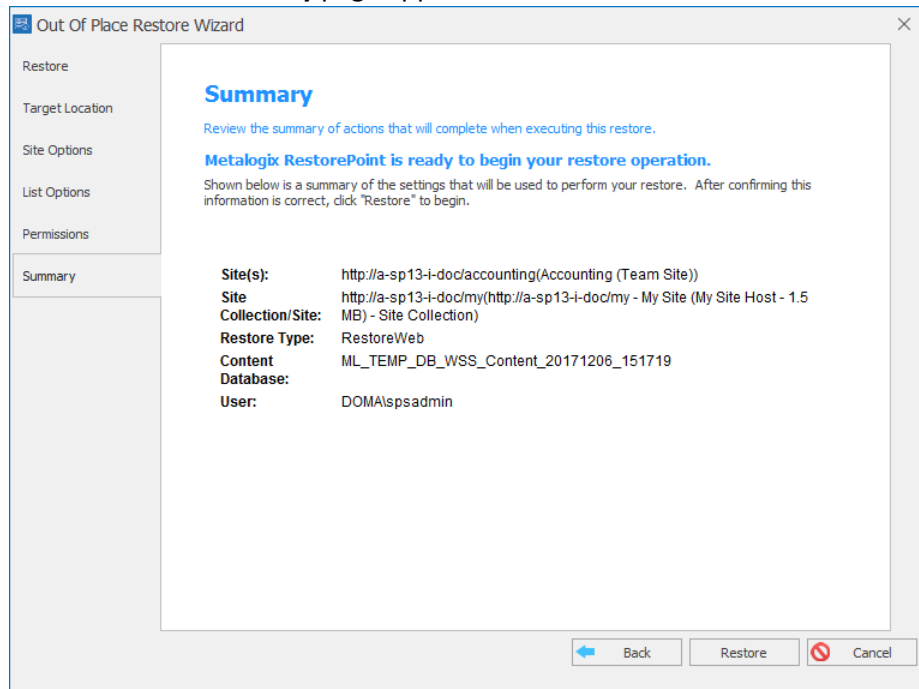 Out Of Place Restore Wizard
Restore
Target Location
Site Options
List Options
Permissions
Summary
Summary
Review the summary of actions that will complete when executing this restore.
Metalogix RestorePoint is ready to begin your restore operation.
Shown below is a summary of the settings that will be used to perform your restore. After confirming this
information is correct, click "Restore" to begin.
Site(s): http://a-sp13-i-doc/accounting(Accounting (Team Site))
Site http://a-sp13-i-doc/my(http://a-sp13-i-doc/my - My Site (My Site Host - 1.5
Collection/Site: MB) - Site Collection)
Restore Type: RestoreWeb
Content ML_TEMP_DB_WSS_Content_20171206_151719
Database:
User: DOMA\spsadmin
Back Restore Cancel